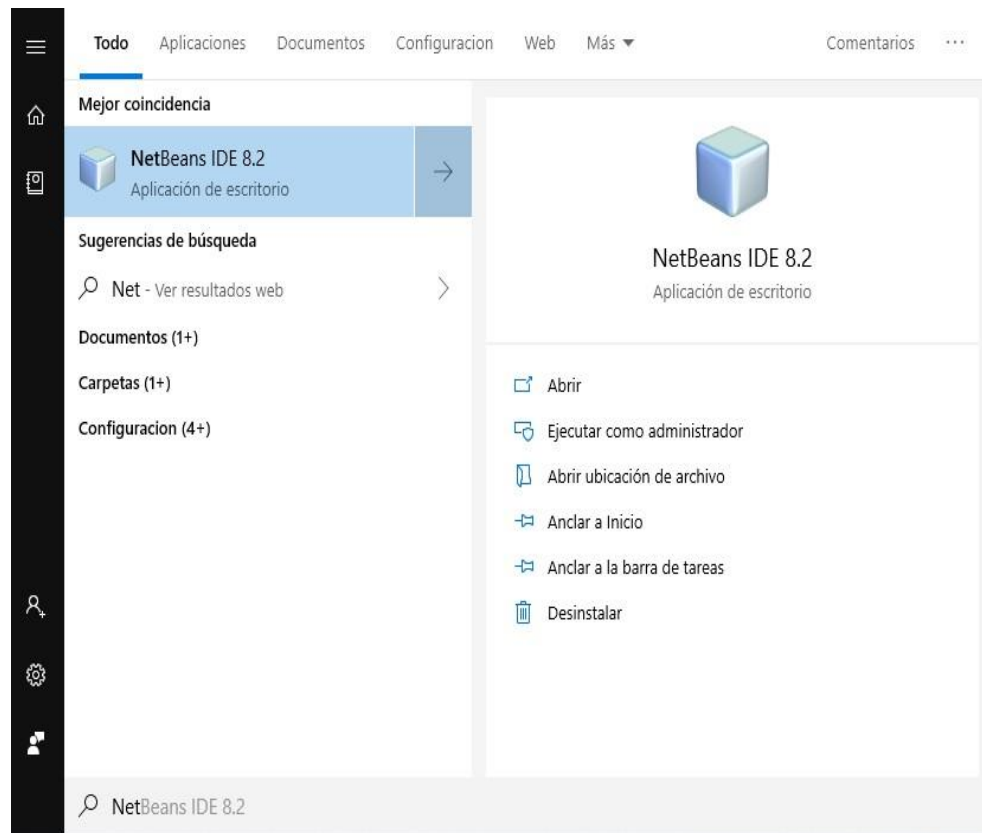 Todo Aplicaciones Documentos Configuracion Web Más Comentarios ...
Mejor coincidencia
NetBeans IDE 8.2
Aplicación de escritorio
Sugerencias de búsqueda
Net - Ver resultados web
Documentos (1+)
Carpetas (1+)
Configuracion (4+)
NetBeans IDE 8.2
Aplicación de escritorio
Abrir
Ejecutar como administrador
Abrir ubicación de archivo
Anclar a Inicio
Anclar a la barra de tareas
Desinstalar
NetBeans IDE 8.2